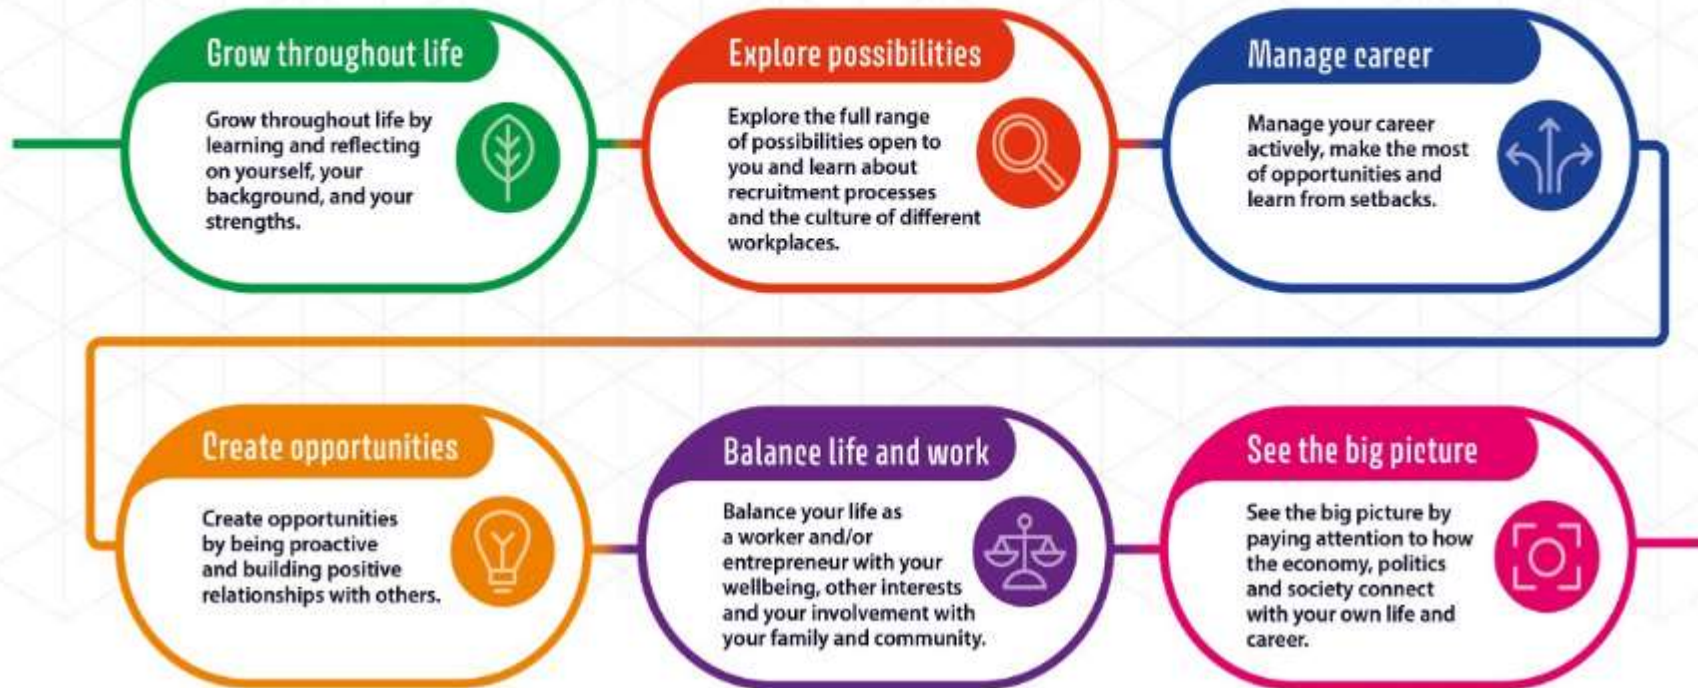 Grow throughout life
Grow throughout life by
learning and reflecting
on yourself, your
background, and your
strengths.
Explore possibilities
Explore the full range
of possibilities open to
you and learn about
recruitment processes
and the culture of different
workplaces.
Manage career
Manage your career
actively, make the most
of opportunities and
learn from setbacks.
Create opportunities
Create opportunities
by being proactive
and building positive
relationships with others.
Balance life and work
Balance your life as
a worker and/or
entrepreneur with your
wellbeing, other interests
and your involvement with
your family and community.
See the big picture
See the big picture by
paying attention to how
the economy, politics
and society connect
with your own life and
career.